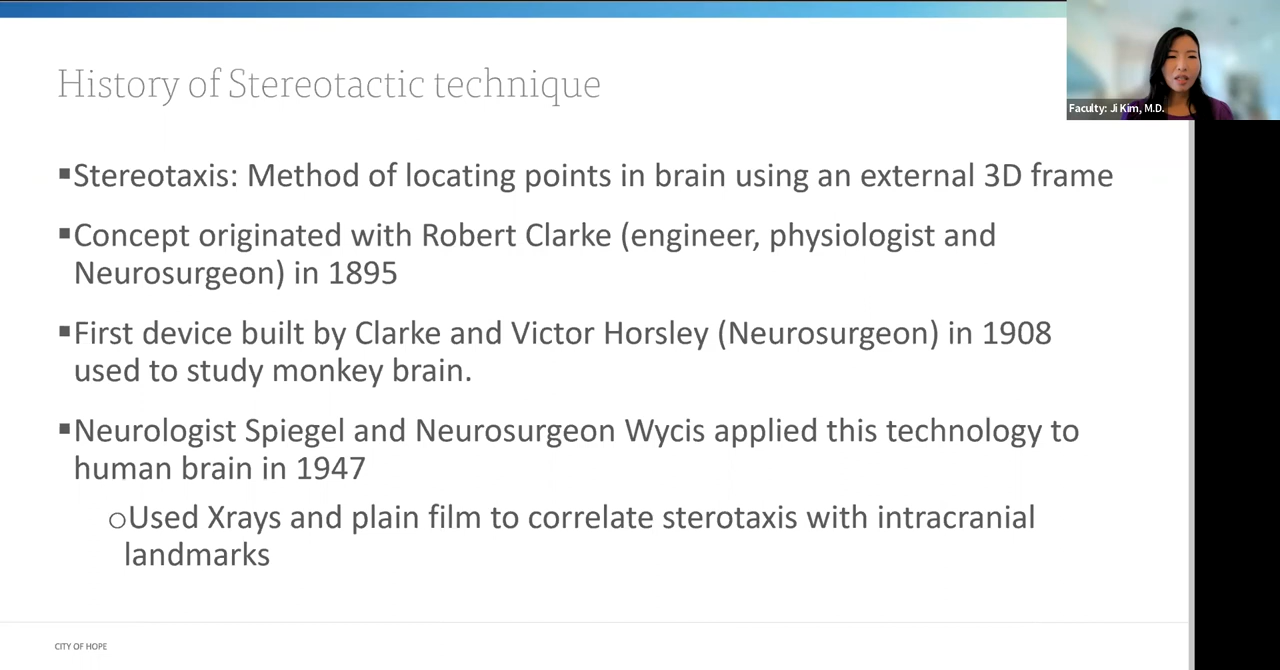 History of Stereotactic technique
Faculty: Ji Kim, M.D.
▪Stereotaxis: Method of locating points in brain using an external 3D frame
▪Concept originated with Robert Clarke (engineer, physiologist and
Neurosurgeon) in 1895
▪First device built by Clarke and Victor Horsley (Neurosurgeon) in 1908
used to study monkey brain.
▪Neurologist Spiegel and Neurosurgeon Wycis applied this technology to
human brain in 1947
oUsed Xrays and plain film to correlate sterotaxis with intracranial
landmarks
CITY OF HOPE